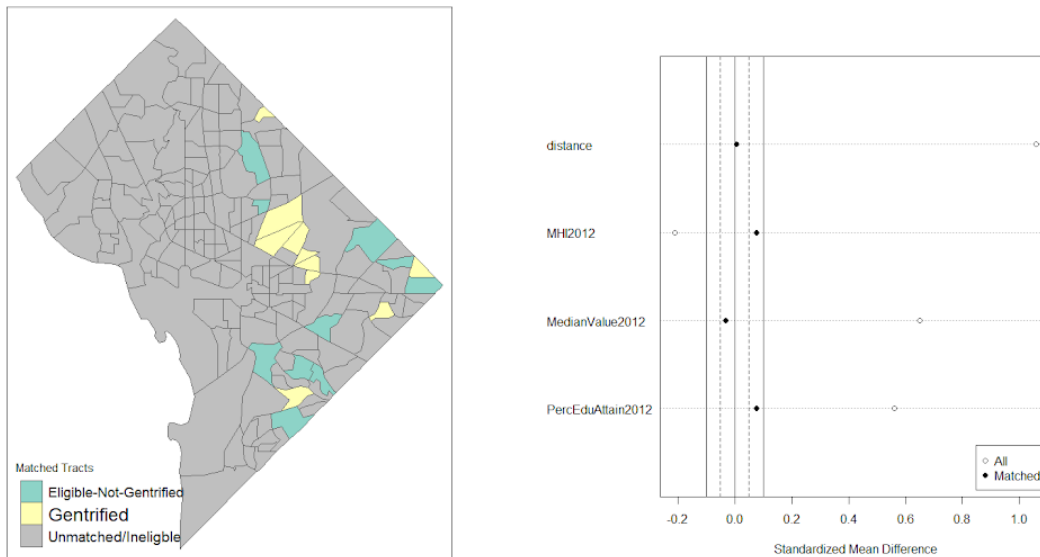 Matched Tracts
Eligible-Not-Gentrified
Gentrified
Unmatched/Ineligble
distance
MHI2012
MedianValue2012
PercEduAttain2012
All
Matched
-0.2 0.0 0.2 0.4 0.6 0.8 1.0
Standardized Mean Difference